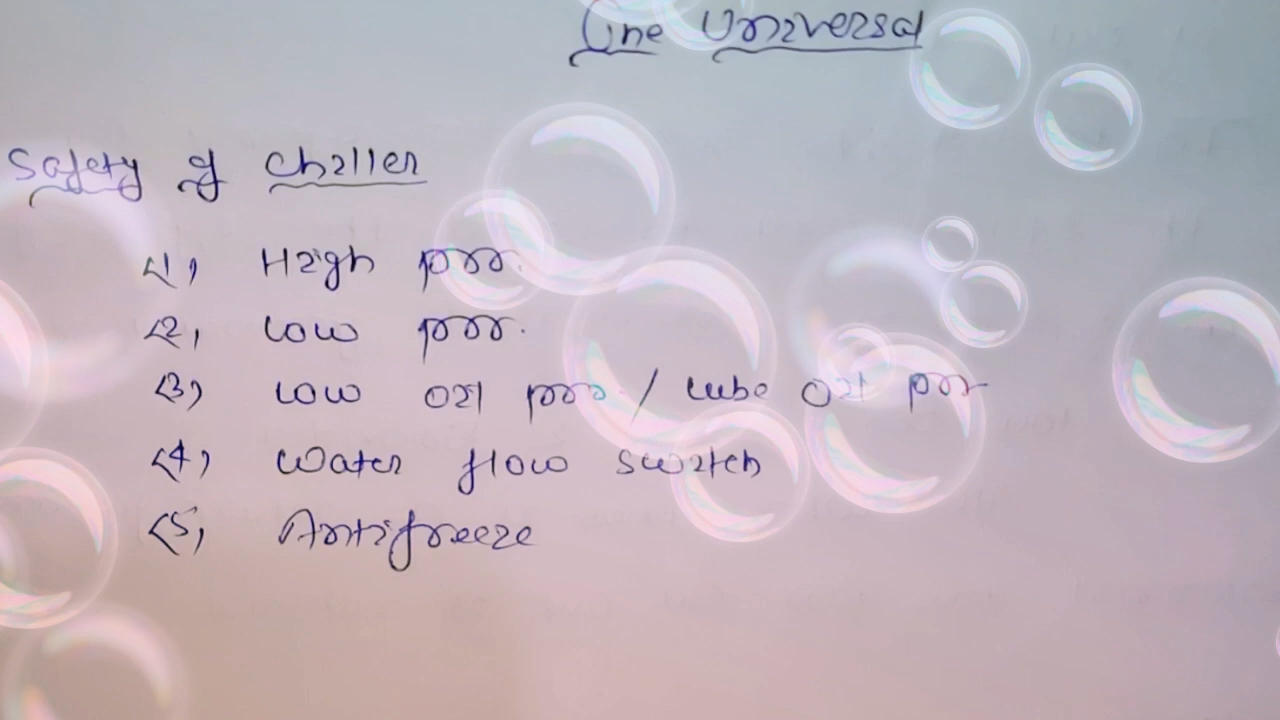 The Universal
Safety of Chiller
(1) High prr.
(2) Low prr.
(3) Low oil prr. / Lube oil prr
(4) Water flow switch
(5) Antifreeze